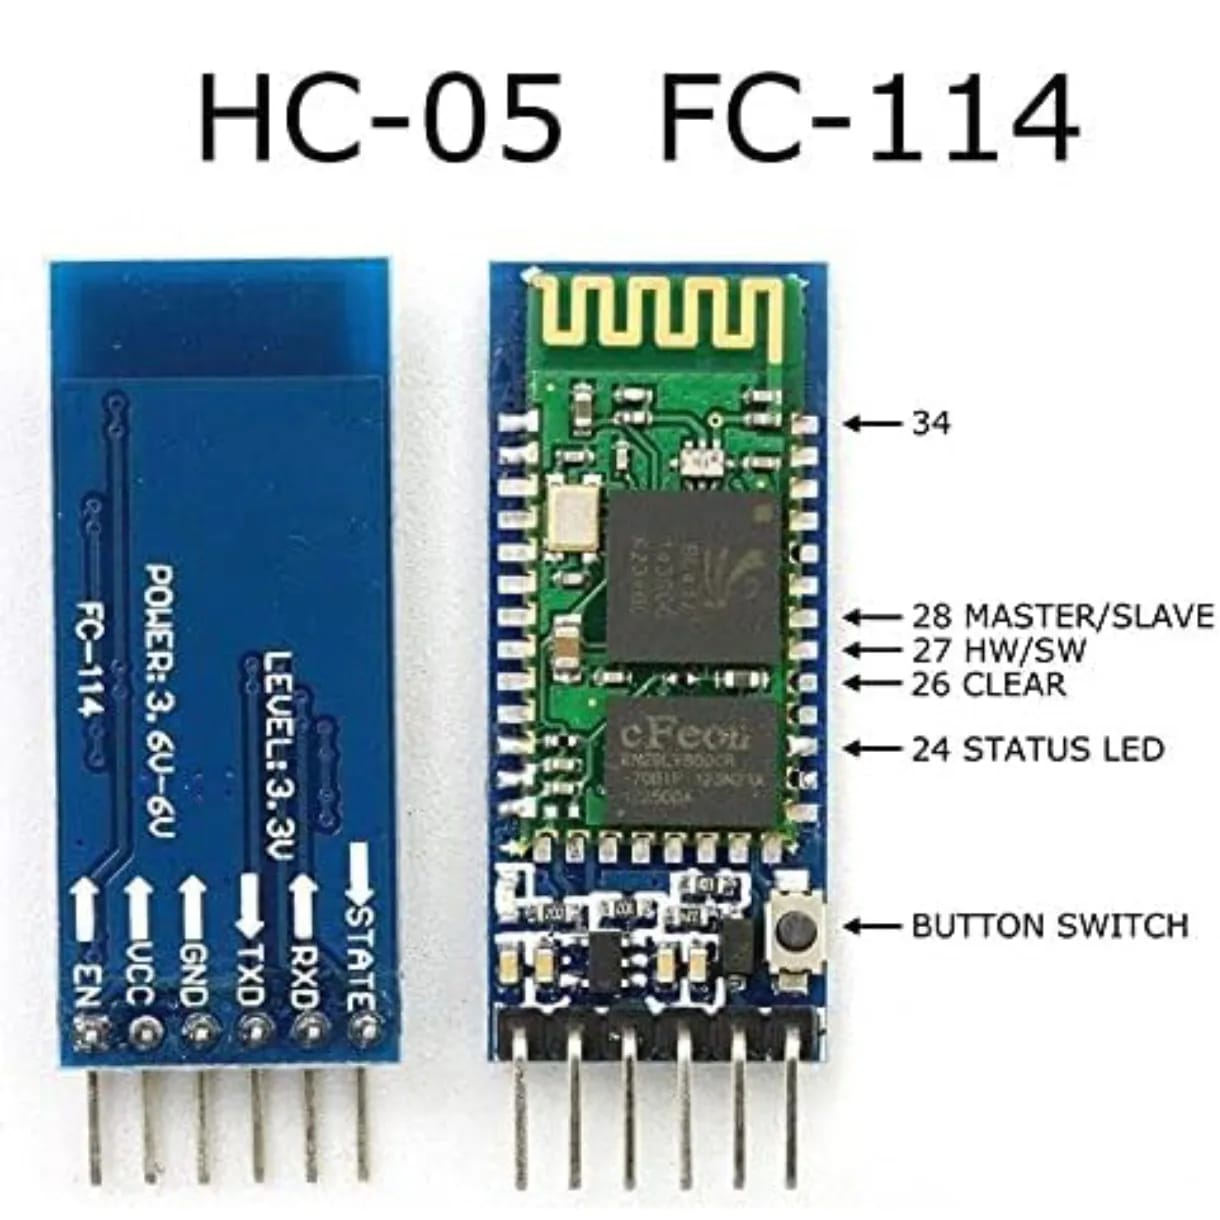 HC-05 FC-114
34
28 MASTER/SLAVE
27 HW/SW
26 CLEAR
24 STATUS LED
BUTTON SWITCH
FC-114
POWER:3.6V-6V
LEVEL:3.3V
EN
VCC
GND
TXD
RXD
STATE
cFeon